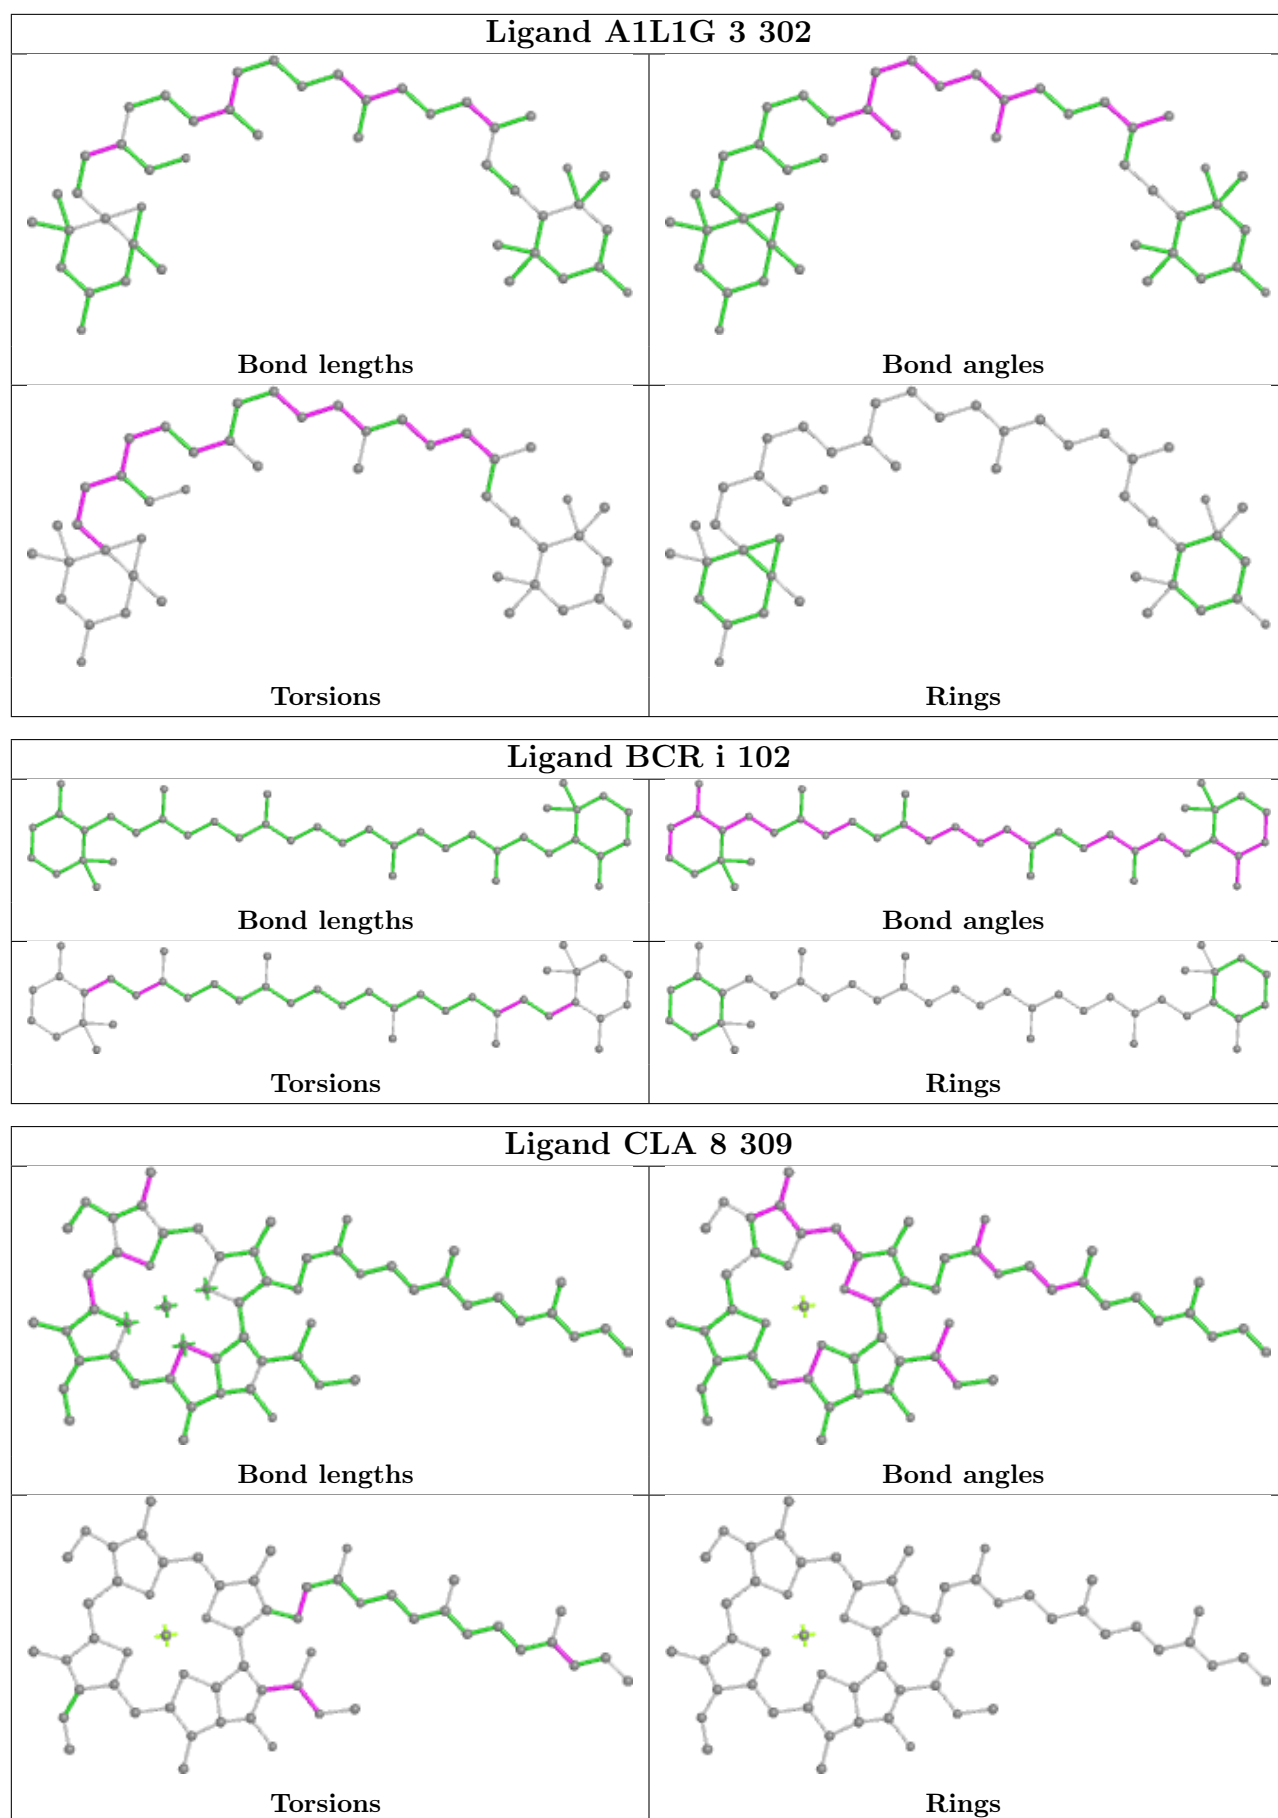 Ligand A1L1G 3 302
Bond lengths
Bond angles
Torsions
Rings
Ligand BCR i 102
Bond lengths
Bond angles
Torsions
Rings
Ligand CLA 8 309
Bond lengths
Bond angles
Torsions
Rings